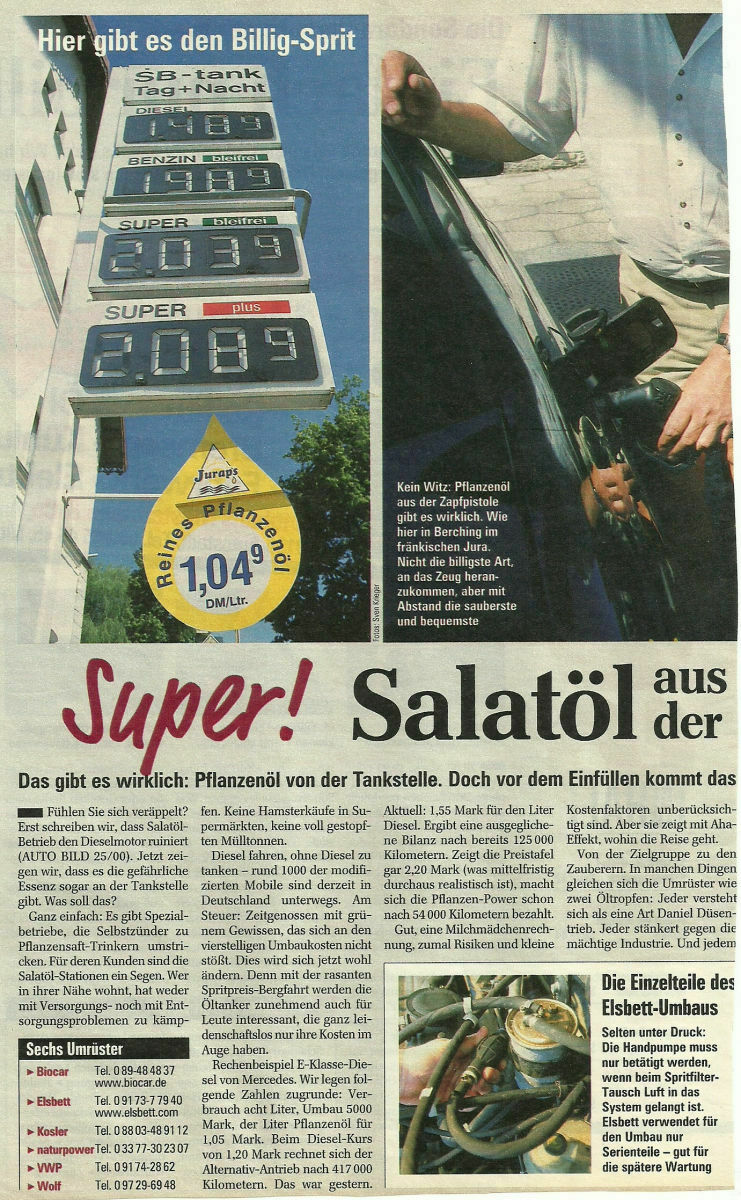 Hier gibt es den Billig-Sprit
SB-tank
Tag+Nacht
DIESEL
1.489
BENZIN bleifrei
1.989
SUPER bleifrei
2.039
SUPER plus
2.089
Juraps
Reines Pflanzenöl
1,04⁹
DM/Ltr.
Fotos: Sven Krieger
Kein Witz: Pflanzenöl
aus der Zapfpistole
gibt es wirklich. Wie
hier in Berching im
fränkischen Jura.
Nicht die billigste Art,
an das Zeug heran-
zukommen, aber mit
Abstand die sauberste
und bequemste
Super! Salatöl aus
der
Das gibt es wirklich: Pflanzenöl von der Tankstelle. Doch vor dem Einfüllen kommt das
Fühlen Sie sich veräppelt?
Erst schreiben wir, dass Salatöl-
Betrieb den Dieselmotor ruiniert
(AUTO BILD 25/00). Jetzt zei-
gen wir, dass es die gefährliche
Essenz sogar an der Tankstelle
gibt. Was soll das?
Ganz einfach: Es gibt Spezial-
betriebe, die Selbstzünder zu
Pflanzensaft-Trinkern umstri-
cken. Für deren Kunden sind die
Salatöl-Stationen ein Segen. Wer
in ihrer Nähe wohnt, hat weder
mit Versorgungs- noch mit Ent-
sorgungsproblemen zu kämp-
Sechs Umrüster
Biocar Tel. 0 89-48 48 37
www.biocar.de
Elsbett Tel. 0 91 73-7 79 40
www.elsbett.com
Kosler Tel. 0 88 03-48 91 12
naturpower Tel. 0 33 77-30 23 07
VWP Tel. 0 91 74-28 62
Wolf Tel. 0 97 29-69 48
fen. Keine Hamsterkäufe in Su-
permärkten, keine voll gestopf-
ten Mülltonnen.
Diesel fahren, ohne Diesel zu
tanken – rund 1000 der modifi-
zierten Mobile sind derzeit in
Deutschland unterwegs. Am
Steuer: Zeitgenossen mit grü-
nem Gewissen, das sich an den
vierstelligen Umbaukosten nicht
stößt. Dies wird sich jetzt wohl
ändern. Denn mit der rasanten
Spritpreis-Bergfahrt werden die
Öltanker zunehmend auch für
Leute interessant, die ganz lei-
denschaftslos nur ihre Kosten im
Auge haben.
Rechenbeispiel E-Klasse-Die-
sel von Mercedes. Wir legen fol-
gende Zahlen zugrunde: Ver-
brauch acht Liter, Umbau 5000
Mark, der Liter Pflanzenöl für
1,05 Mark. Beim Diesel-Kurs
von 1,20 Mark rechnet sich der
Alternativ-Antrieb nach 417 000
Kilometern. Das war gestern.
Aktuell: 1,55 Mark für den Liter
Diesel. Ergibt eine ausgegliche-
ne Bilanz nach bereits 125 000
Kilometern. Zeigt die Preistafel
gar 2,20 Mark (was mittelfristig
durchaus realistisch ist), macht
sich die Pflanzen-Power schon
nach 54 000 Kilometern bezahlt.
Gut, eine Milchmädchenrech-
nung, zumal Risiken und kleine
Kostenfaktoren unberücksich-
tigt sind. Aber sie zeigt mit Aha-
Effekt, wohin die Reise geht.
Von der Zielgruppe zu den
Zauberern. In manchen Dingen
gleichen sich die Umrüster wie
zwei Öltropfen: Jeder versteht
sich als eine Art Daniel Düsen-
trieb. Jeder stänkert gegen die
mächtige Industrie. Und jedem
Die Einzelteile des
Elsbett-Umbaus
Selten unter Druck:
Die Handpumpe muss
nur betätigt werden,
wenn beim Spritfilter-
Tausch Luft in das
System gelangt ist.
Elsbett verwendet für
den Umbau nur
Serienteile – gut für
die spätere Wartung